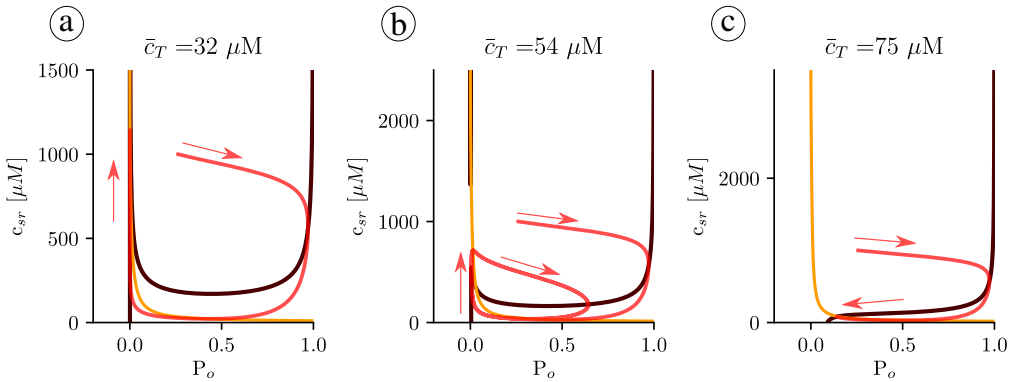 a
c̄_T =32 μM
1500
1000
500
0
c_sr [μM]
0.0
0.5
1.0
P_o
b
c̄_T =54 μM
2000
1000
0
c_sr [μM]
0.0
0.5
1.0
P_o
c
c̄_T =75 μM
2000
0
c_sr [μM]
0.0
0.5
1.0
P_o